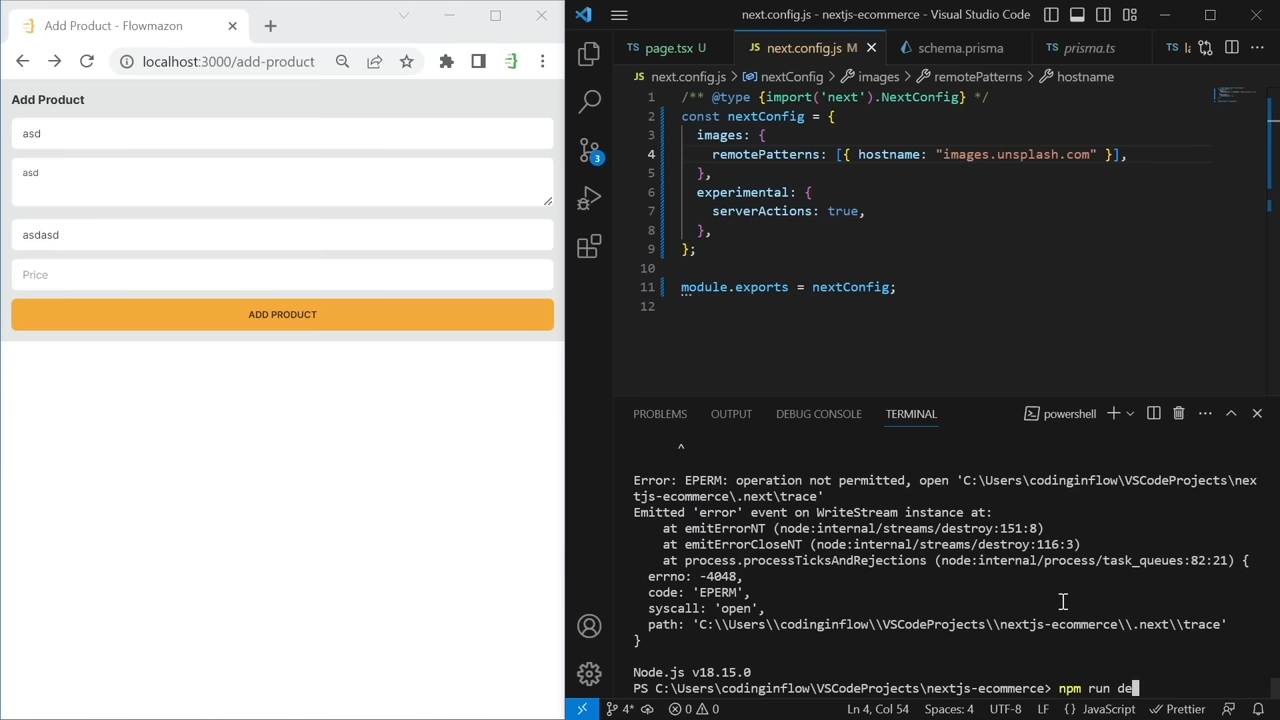 Add Product - Flowmazon
localhost:3000/add-product
Add Product
asd
asd
asdasd
Price
ADD PRODUCT
next.config.js - nextjs-ecommerce - Visual Studio Code
page.tsx U
JS next.config.js M
schema.prisma
TS prisma.ts
TS
JS next.config.js > nextConfig > images > remotePatterns > hostname
1 /** @type {import('next').NextConfig} */
2 const nextConfig = {
3 images: {
4 remotePatterns: [{ hostname: "images.unsplash.com" }],
5 },
6 experimental: {
7 serverActions: true,
8 },
9 };
10
11 module.exports = nextConfig;
12
3
PROBLEMS OUTPUT DEBUG CONSOLE TERMINAL
powershell
^
Error: EPERM: operation not permitted, open 'C:\Users\codinginflow\VSCodeProjects\nex
tjs-ecommerce\.next\trace'
Emitted 'error' event on WriteStream instance at:
at emitErrorNT (node:internal/streams/destroy:151:8)
at emitErrorCloseNT (node:internal/streams/destroy:116:3)
at process.processTicksAndRejections (node:internal/process/task_queues:82:21) {
errno: -4048,
code: 'EPERM',
syscall: 'open',
path: 'C:\\Users\\codinginflow\\VSCodeProjects\\nextjs-ecommerce\\.next\\trace'
}
Node.js v18.15.0
PS C:\Users\codinginflow\VSCodeProjects\nextjs-ecommerce> npm run de
4* 0 0 Ln 4, Col 54 Spaces: 4 UTF-8 LF {} JavaScript Prettier